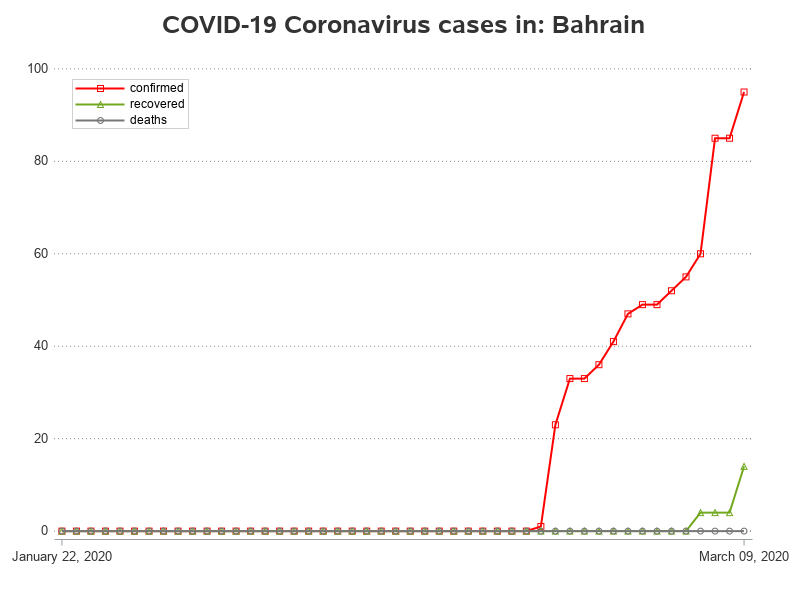 COVID-19 Coronavirus cases in: Bahrain
100
confirmed
recovered
deaths
80
60
40
20
0
January 22, 2020 March 09, 2020